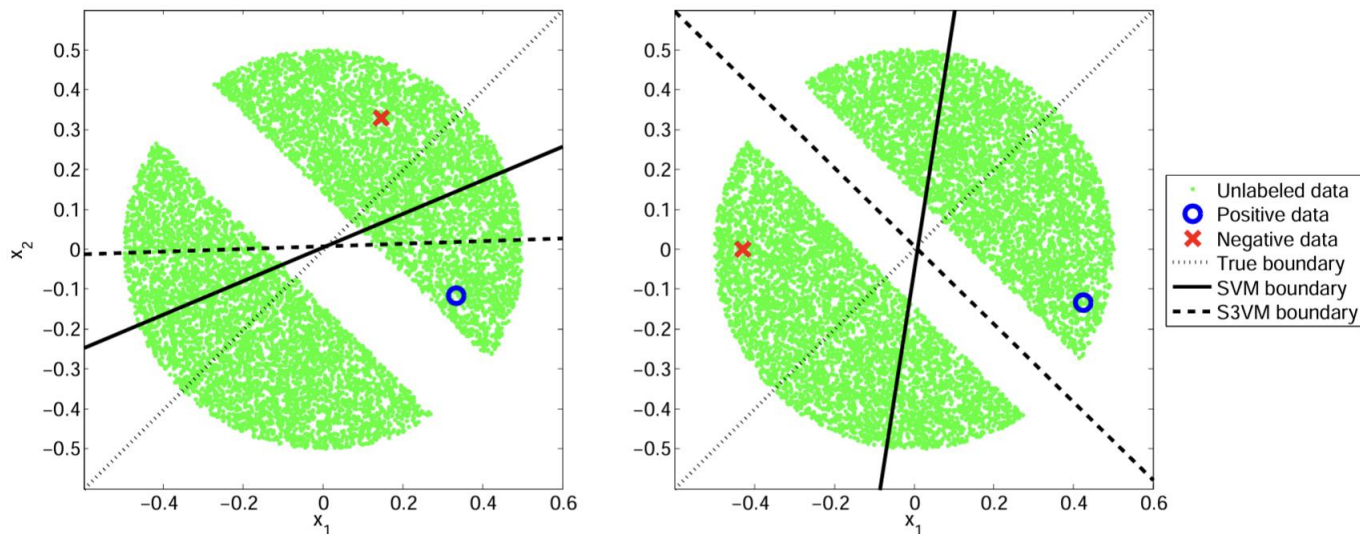 0.5
0.4
0.3
0.2
0.1
0
−0.1
−0.2
−0.3
−0.4
−0.5
x2
−0.4 −0.2 0 0.2 0.4 0.6
x1
0.5
0.4
0.3
0.2
0.1
0
−0.1
−0.2
−0.3
−0.4
−0.5
−0.4 −0.2 0 0.2 0.4 0.6
x1
Unlabeled data
Positive data
Negative data
True boundary
SVM boundary
S3VM boundary